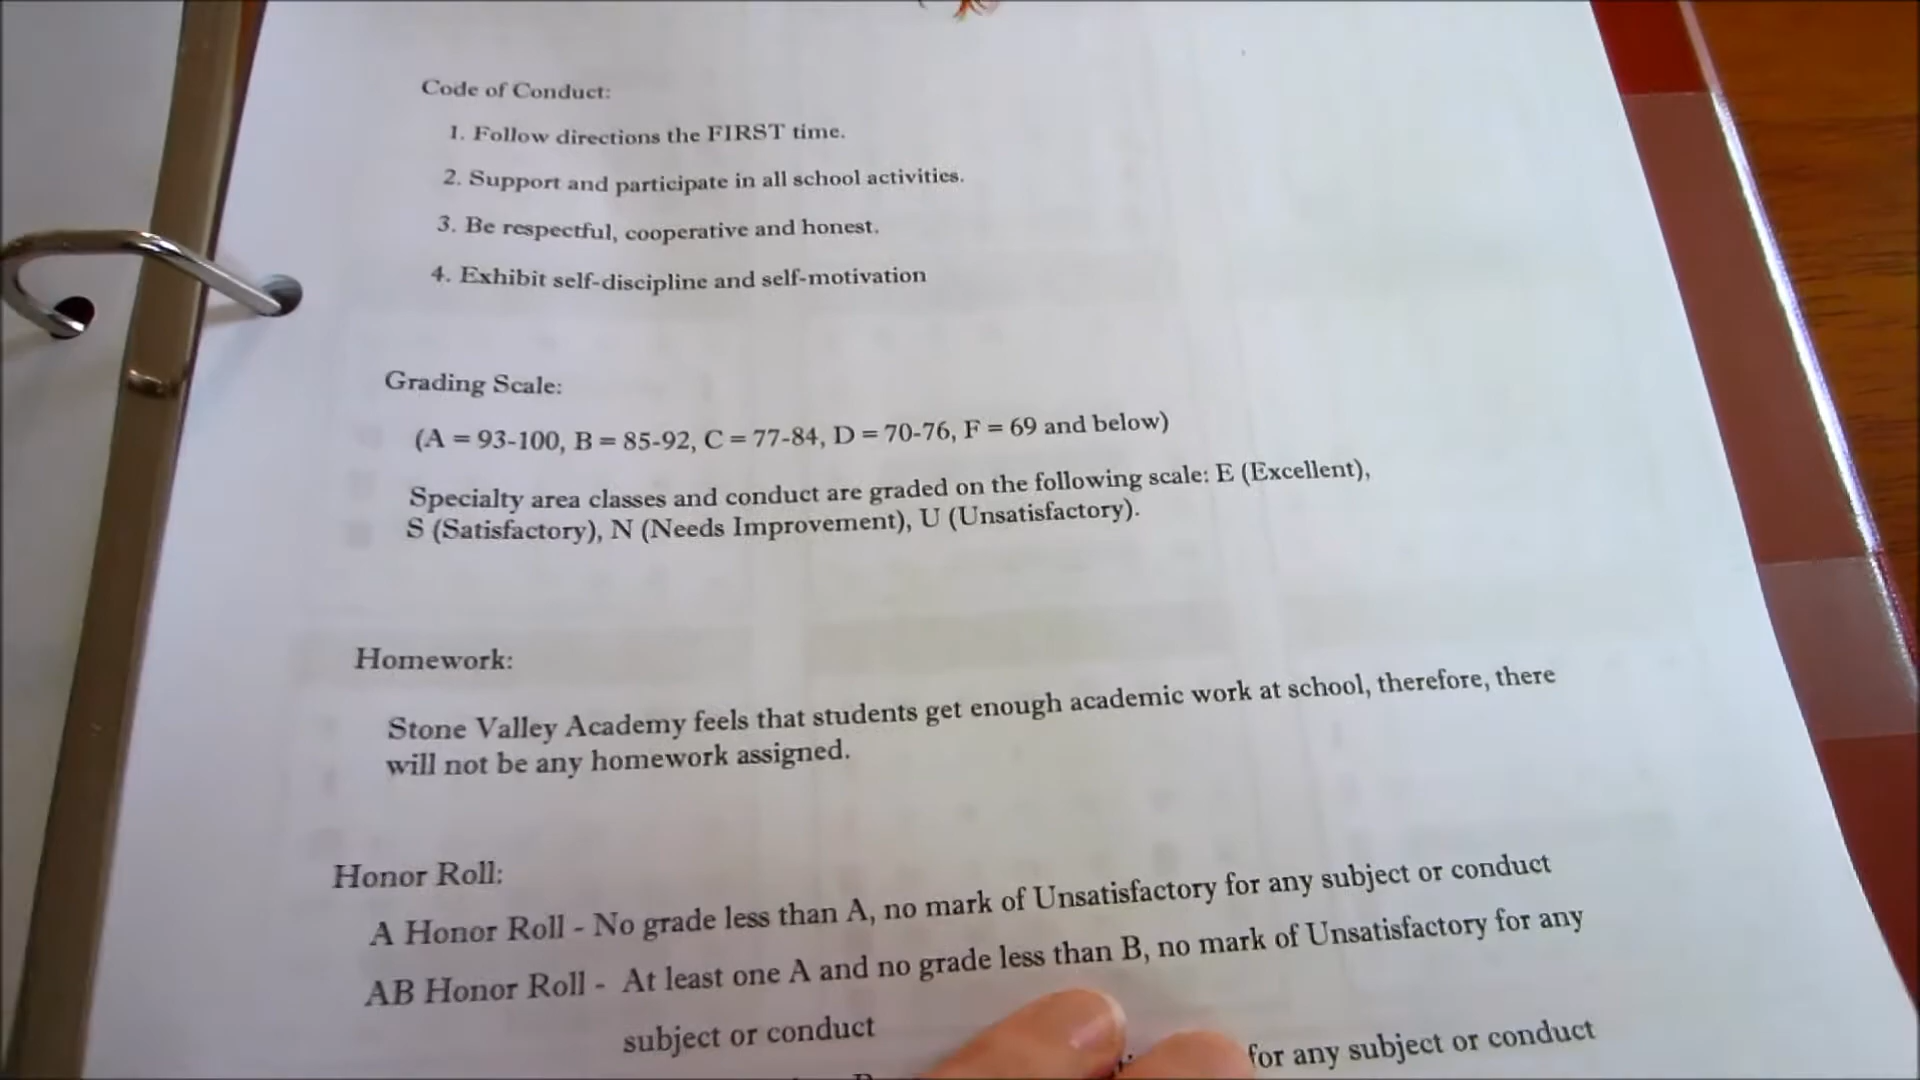 Code of Conduct:
1. Follow directions the FIRST time.
2. Support and participate in all school activities.
3. Be respectful, cooperative and honest.
4. Exhibit self-discipline and self-motivation
Grading Scale:
(A = 93-100, B = 85-92, C = 77-84, D = 70-76, F = 69 and below)
Specialty area classes and conduct are graded on the following scale: E (Excellent),
S (Satisfactory), N (Needs Improvement), U (Unsatisfactory).
Homework:
Stone Valley Academy feels that students get enough academic work at school, therefore, there
will not be any homework assigned.
Honor Roll:
A Honor Roll - No grade less than A, no mark of Unsatisfactory for any subject or conduct
AB Honor Roll - At least one A and no grade less than B, no mark of Unsatisfactory for any
subject or conduct
for any subject or conduct